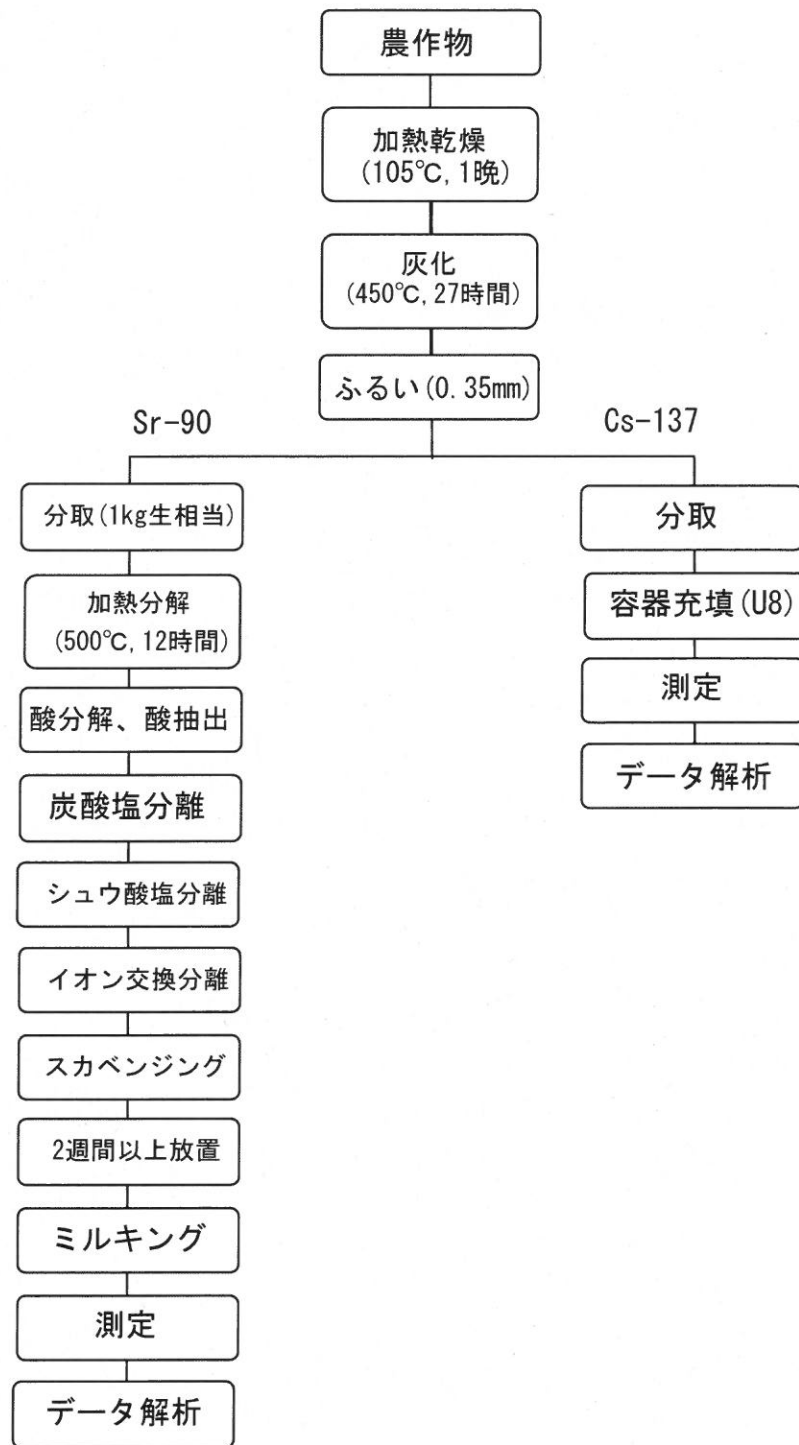 農作物
加熱乾燥
(105℃, 1晩)
灰化
(450℃, 27時間)
ふるい(0.35mm)
Sr-90
Cs-137
分取(1kg生相当)
加熱分解
(500℃, 12時間)
酸分解、酸抽出
炭酸塩分離
シュウ酸塩分離
イオン交換分離
スカベンジング
2週間以上放置
ミルキング
測定
データ解析
分取
容器充填(U8)
測定
データ解析